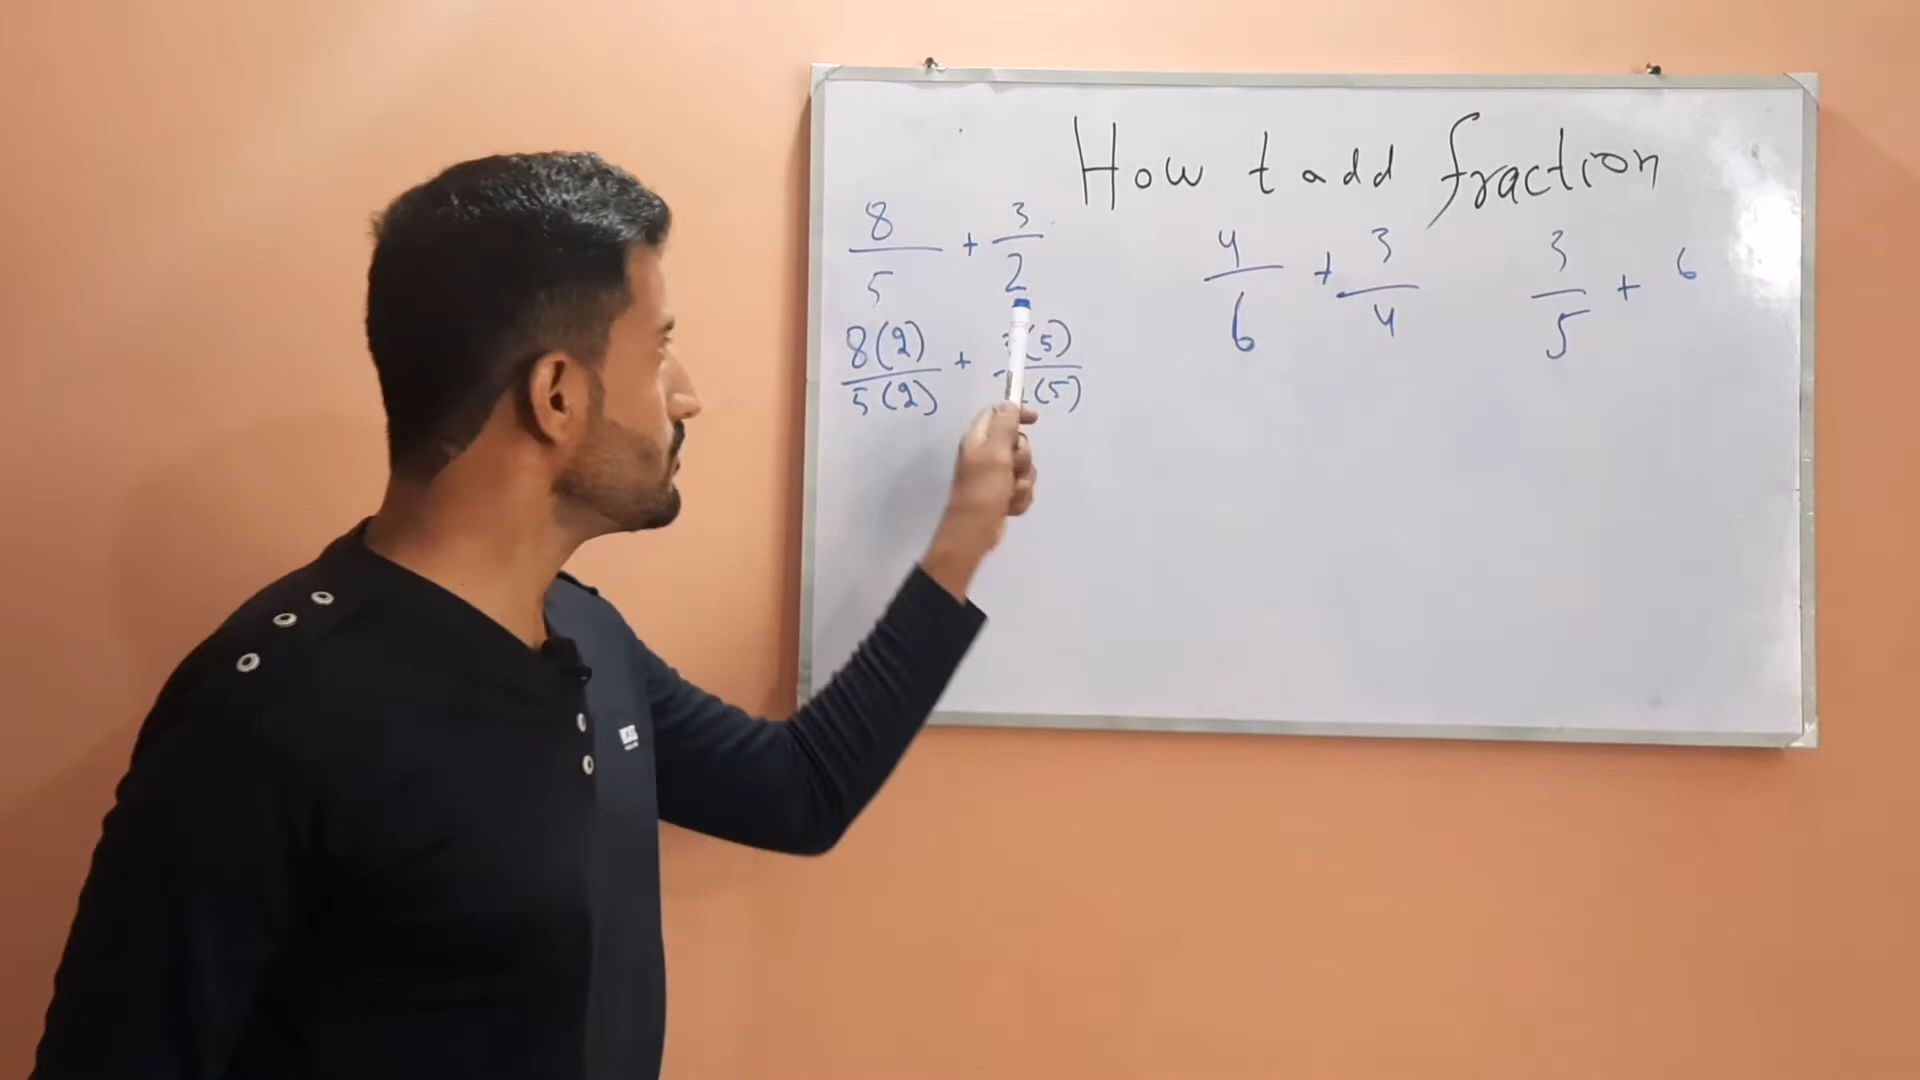 How t add fraction
8/5 + 3/2
4/6 + 3/4
3/5 + 6
8(2)/5(2) + (5)/(5)